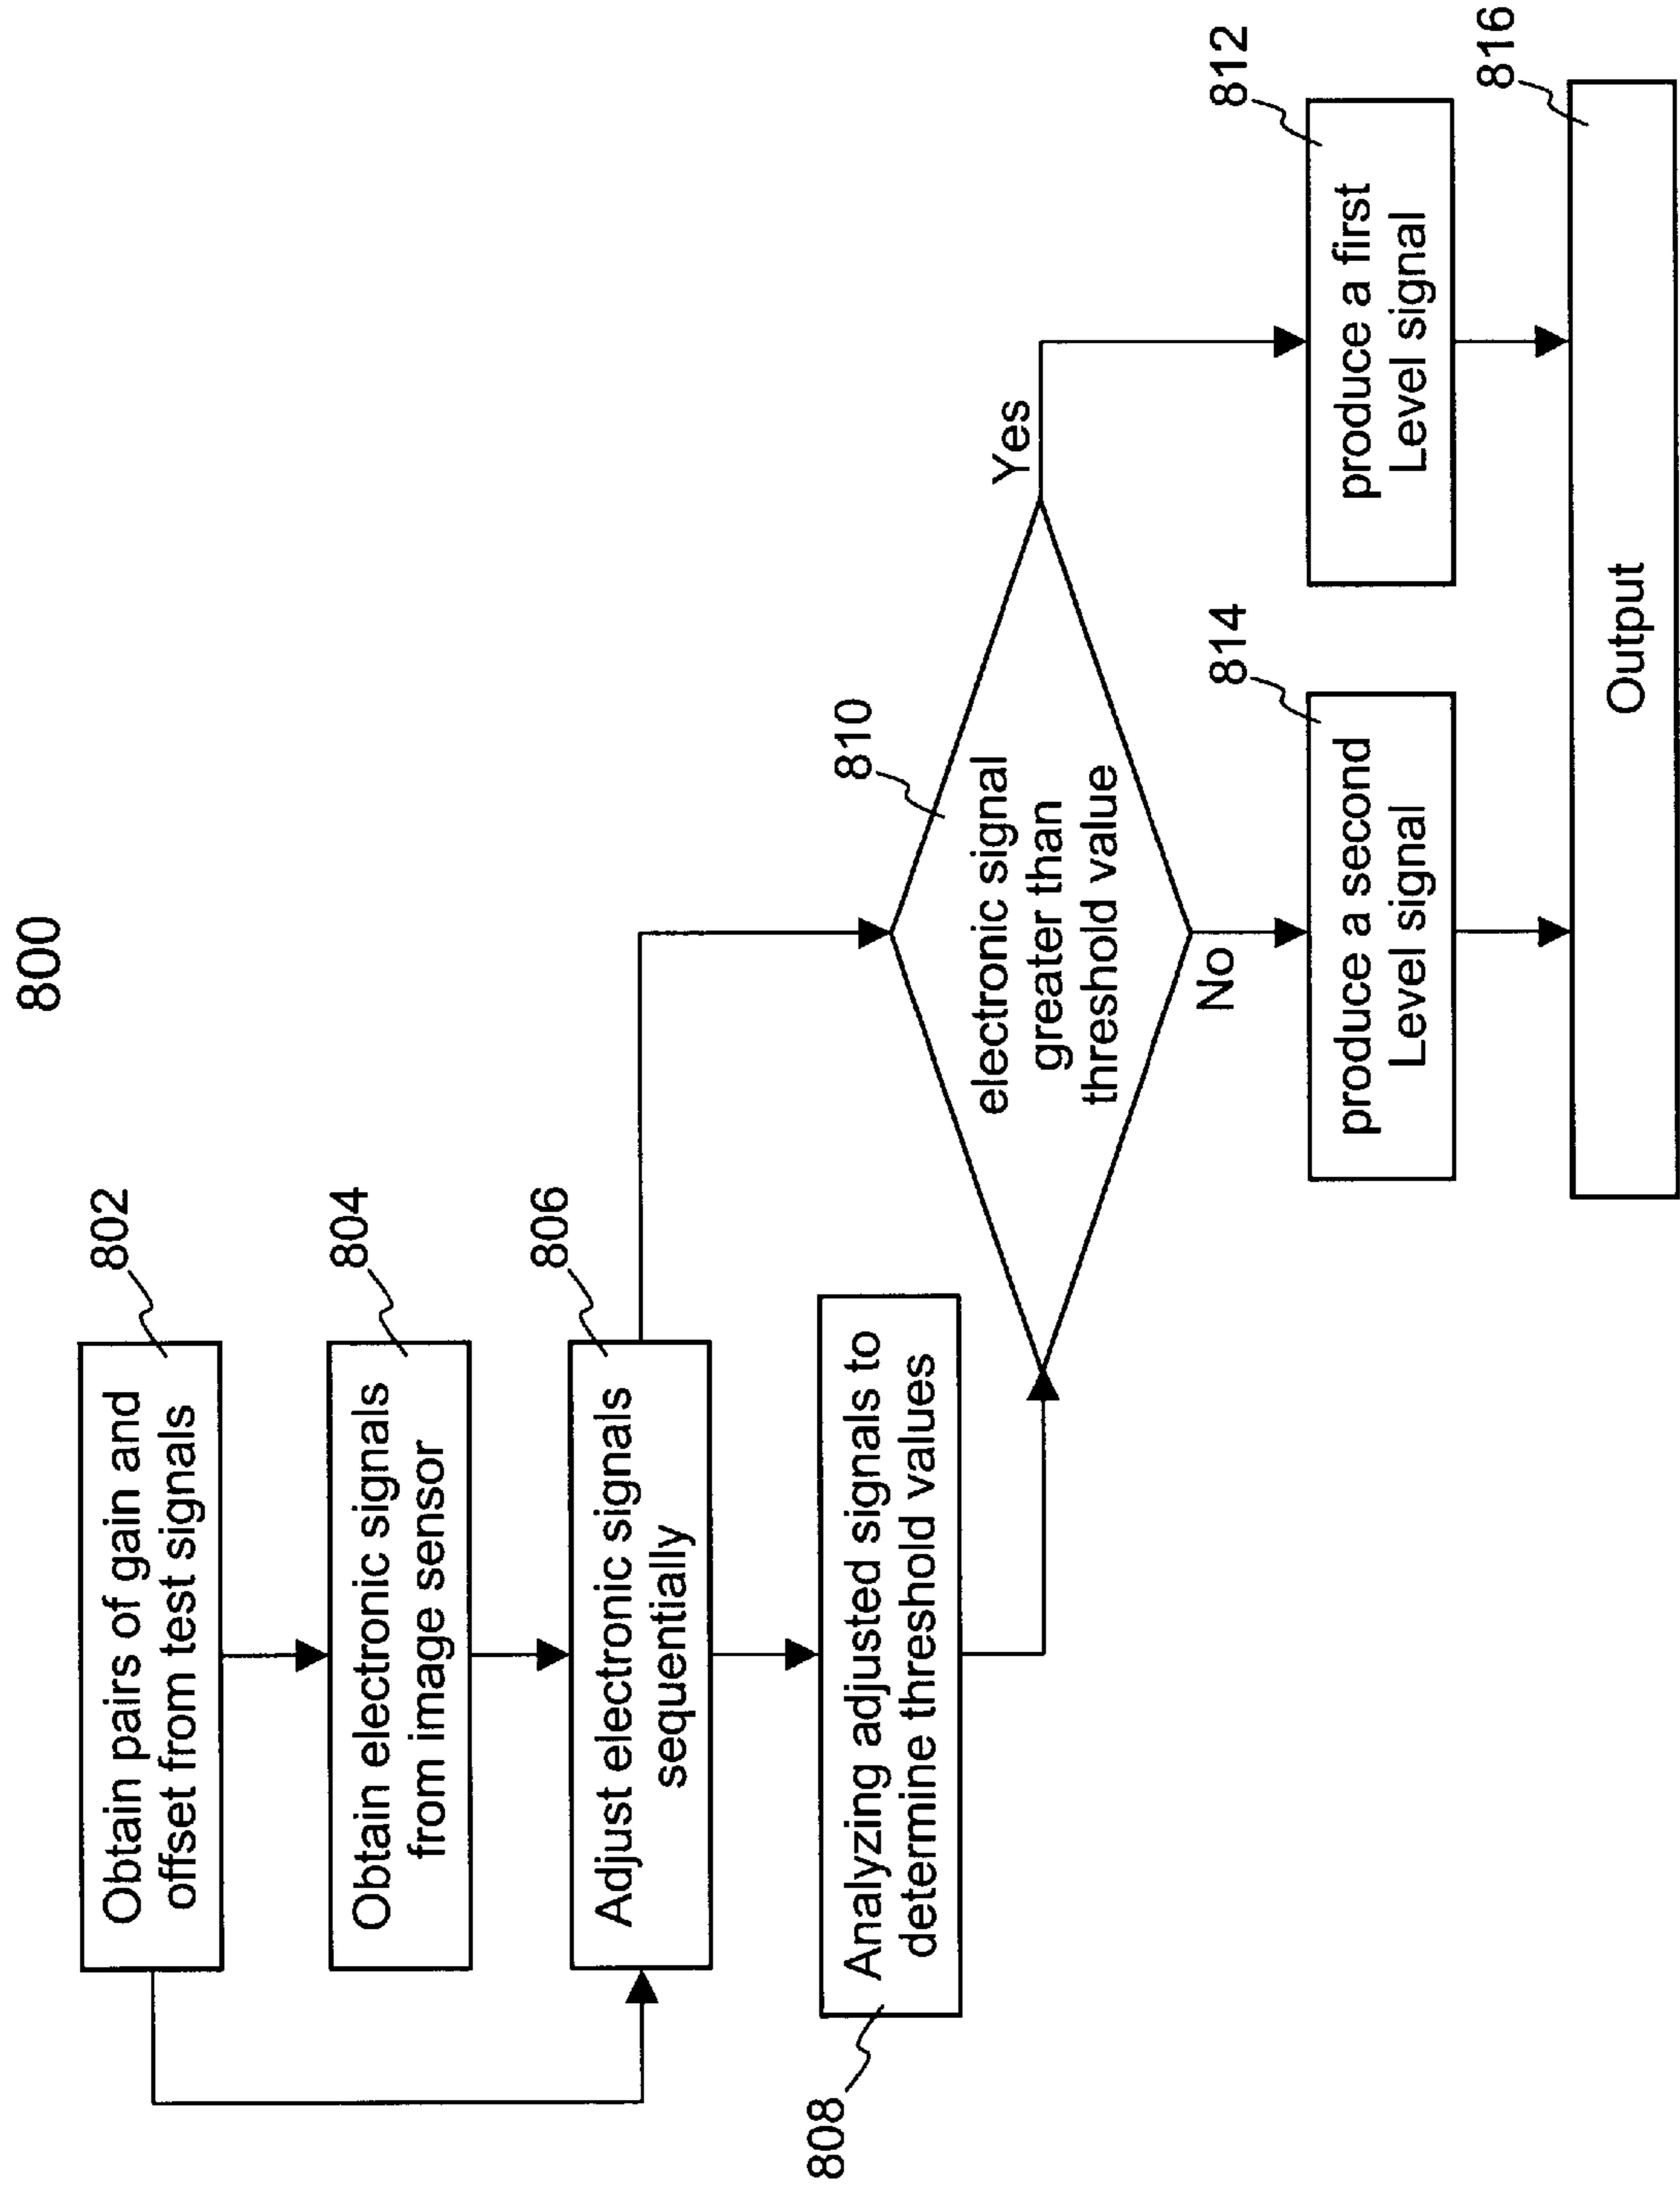 800
802
Obtain pairs of gain and
offset from test signals
804
Obtain electronic signals
from image sensor
806
Adjust electronic signals
sequentially
808
Analyzing adjusted signals to
determine threshold values
810
electronic signal
greater than
threshold value
Yes
No
812
produce a first
Level signal
814
produce a second
Level signal
816
Output